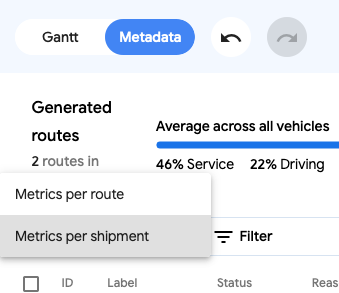 Gantt
Metadata
Generated
routes
2 routes in
Average across all vehicles
46% Service 22% Driving
Metrics per route
Metrics per shipment
Filter
ID Label Status Reas